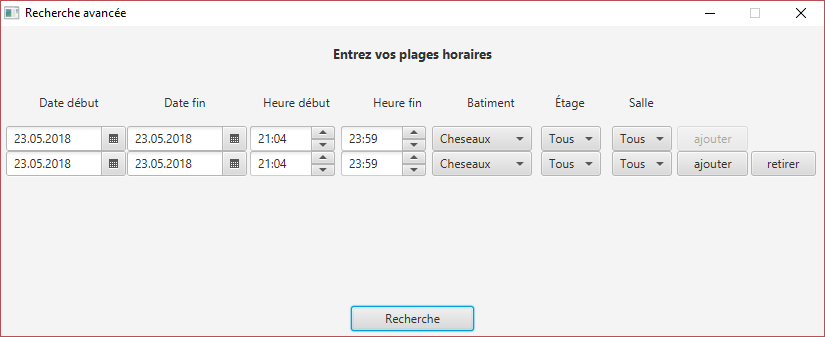 Recherche avancée
Entrez vos plages horaires
Date début Date fin Heure début Heure fin Batiment Étage Salle
23.05.2018 23.05.2018 21:04 23:59 Cheseaux Tous Tous ajouter
23.05.2018 23.05.2018 21:04 23:59 Cheseaux Tous Tous ajouter retirer
Recherche